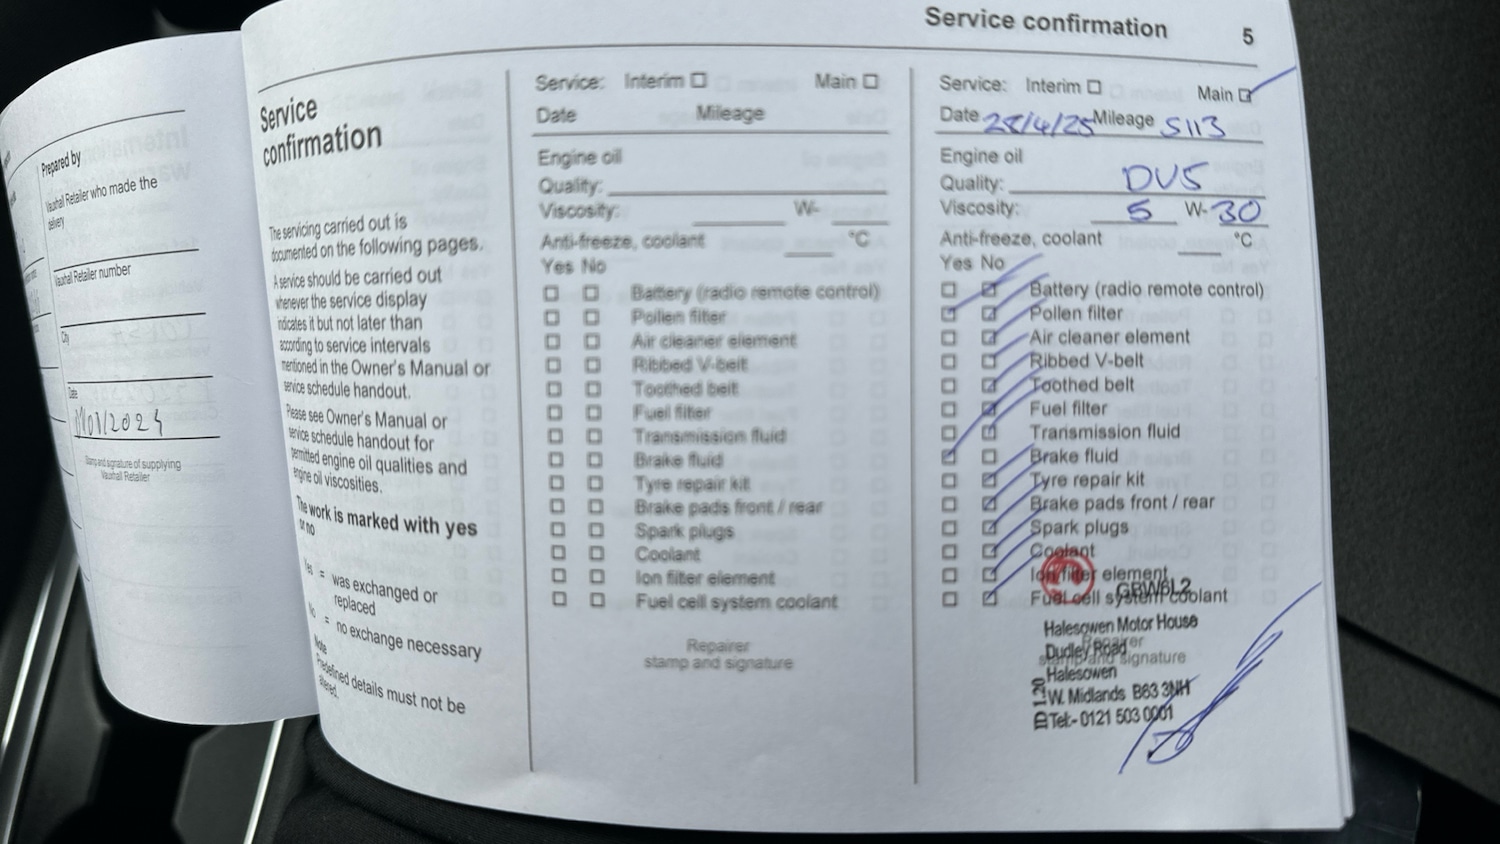 Prepared by
Vauxhall Retailer who made the
delivery
Vauxhall Retailer number
City
Date
/01/2024
Stamp and signature of supplying
Vauxhall Retailer
Service confirmation 5
Service
confirmation
The servicing carried out is
documented on the following pages.
A service should be carried out
whenever the service display
indicates it but not later than
according to service intervals
mentioned in the Owner's Manual or
service schedule handout.
Please see Owner's Manual or
service schedule handout for
permitted engine oil qualities and
engine oil viscosities.
The work is marked with yes
or no
Yes = was exchanged or
replaced
No = no exchange necessary
Note
Predefined details must not be
altered.
Service: Interim ☐ Main ☐
Date Mileage
Engine oil
Quality:
Viscosity: W-
Anti-freeze, coolant °C
Yes No
☐ ☐ Battery (radio remote control)
☐ ☐ Pollen filter
☐ ☐ Air cleaner element
☐ ☐ Ribbed V-belt
☐ ☐ Toothed belt
☐ ☐ Fuel filter
☐ ☐ Transmission fluid
☐ ☐ Brake fluid
☐ ☐ Tyre repair kit
☐ ☐ Brake pads front / rear
☐ ☐ Spark plugs
☐ ☐ Coolant
☐ ☐ Ion filter element
☐ ☐ Fuel cell system coolant
Repairer
stamp and signature
Service: Interim ☐ Main ☑
Date 28/4/25 Mileage 5113
Engine oil
Quality: DV5
Viscosity: 5 W-30
Anti-freeze, coolant °C
Yes No
☐ ☑ Battery (radio remote control)
☑ ☑ Pollen filter
☐ ☑ Air cleaner element
☐ ☑ Ribbed V-belt
☐ ☑ Toothed belt
☐ ☑ Fuel filter
☐ ☑ Transmission fluid
☑ ☐ Brake fluid
☐ ☑ Tyre repair kit
☐ ☑ Brake pads front / rear
☐ ☑ Spark plugs
☐ ☑ Coolant
☐ ☑ Ion filter element
☐ ☑ Fuel cell system coolant
GBW6L2
Halesowen Motor House
Dudley Road
Halesowen
W. Midlands B63 3NH
Tel:- 0121 503 0001
ID 120
Repairer
stamp and signature